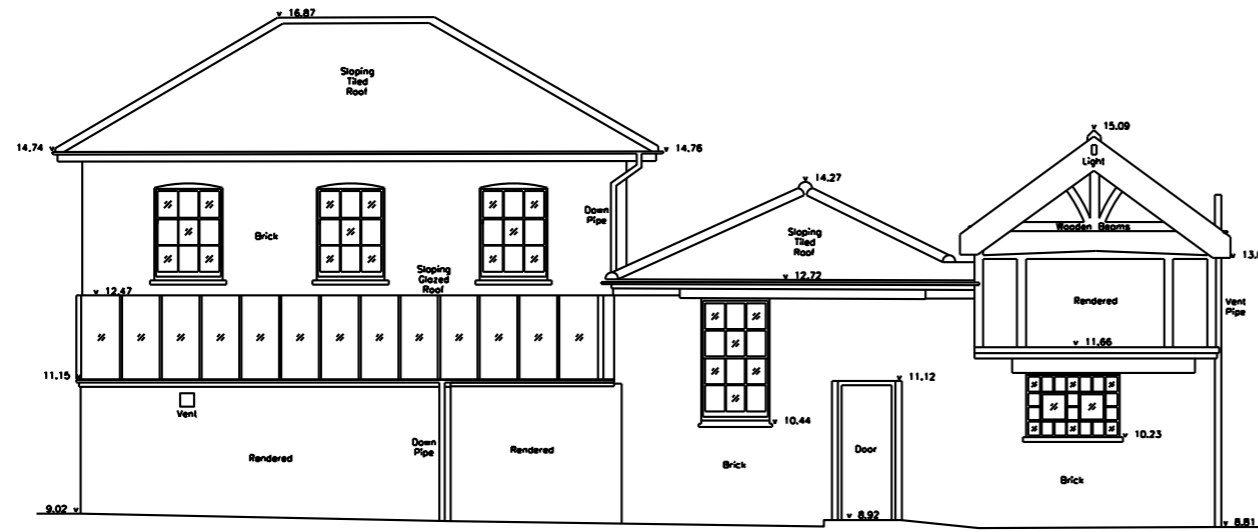 16.87
Sloping
Tiled
Roof
14.74
14.76
15.09
Light
14.27
Down
Pipe
Brick
Sloping
Tiled
Roof
Wooden Beams
Sloping
Glazed
Roof
12.72
12.47
Rendered
Vent
Pipe
11.66
11.15
11.12
Vent
10.44
10.23
Down
Pipe
Rendered
Rendered
Door
Brick
Brick
9.02
8.92
8.81